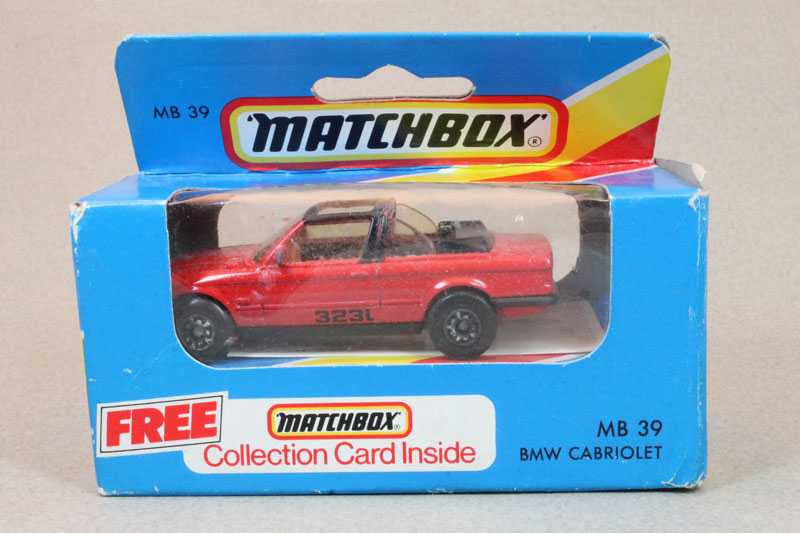 MB 39
'MATCHBOX'®
323i
FREE
'MATCHBOX'®
Collection Card Inside
MB 39
BMW CABRIOLET